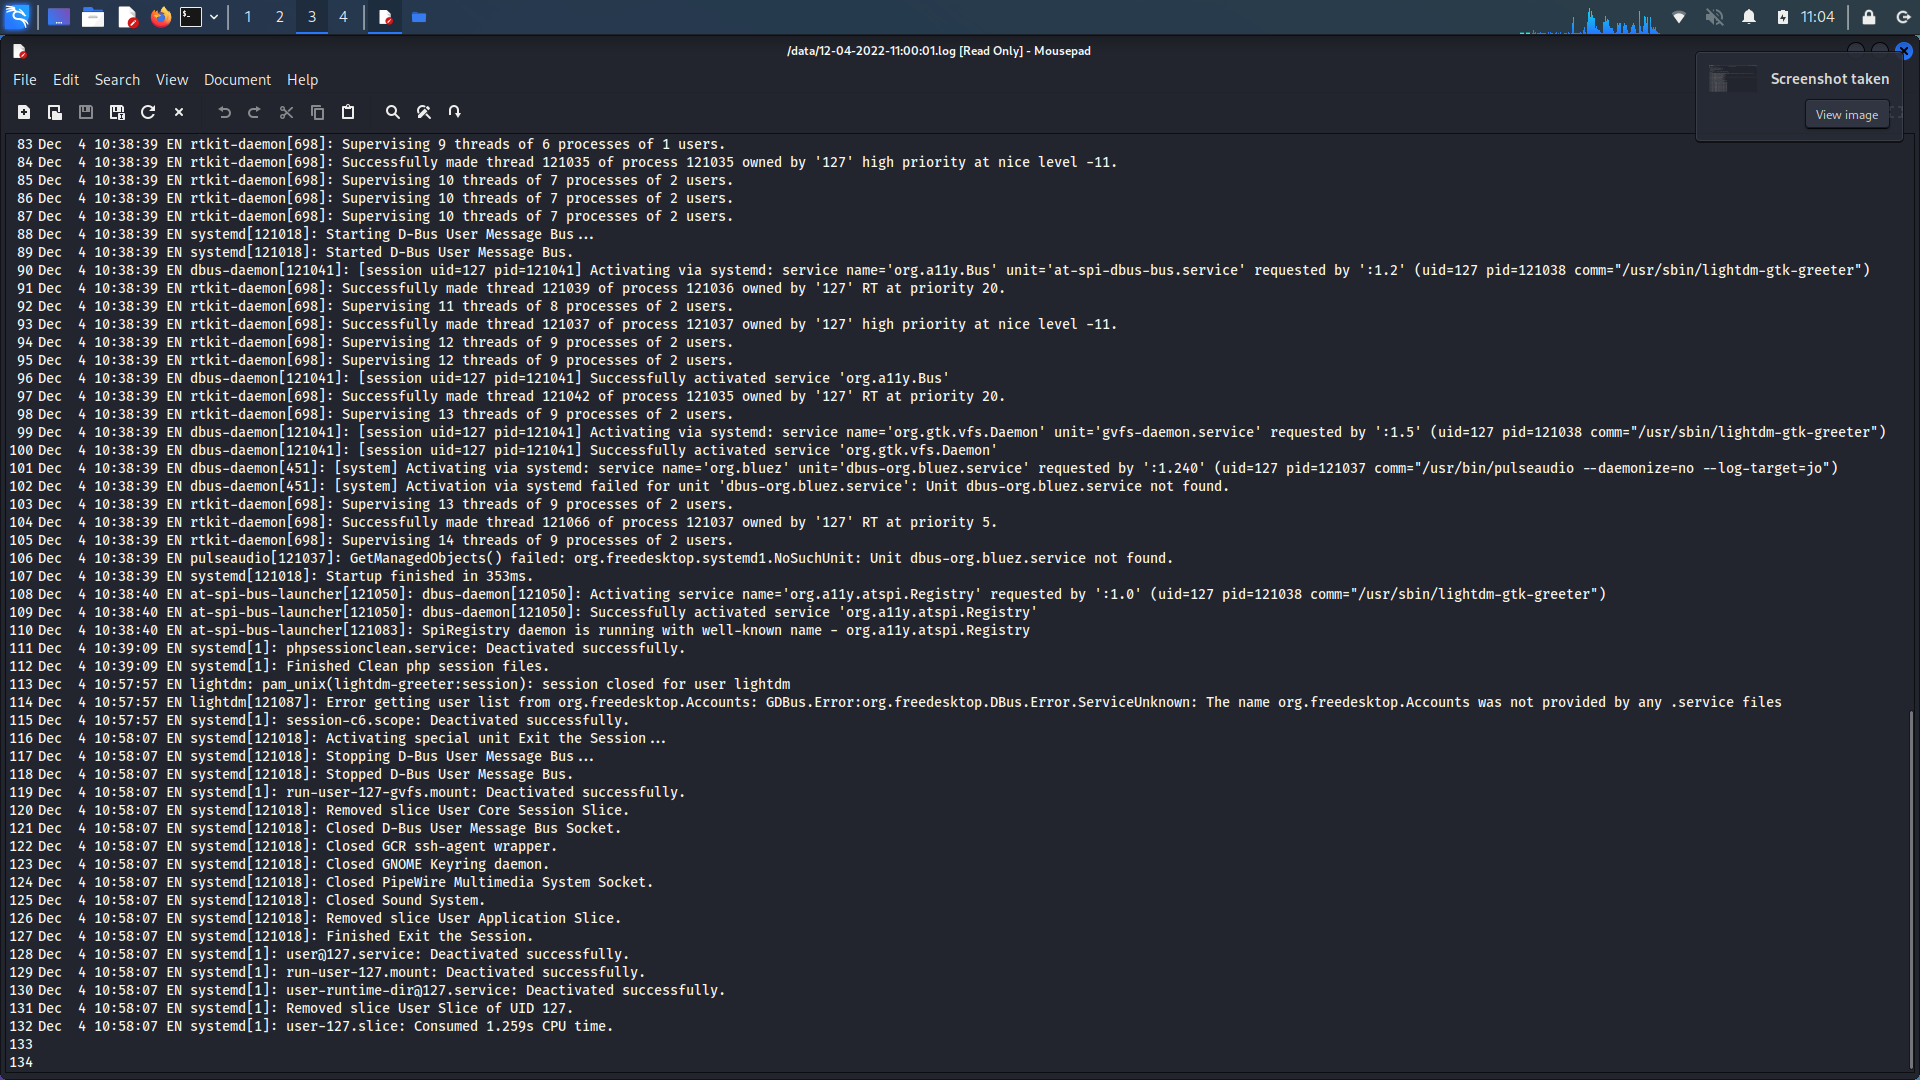 1 2 3 4 11:04
/data/12-04-2022-11:00:01.log [Read Only] - Mousepad
Screenshot taken
View image
File Edit Search View Document Help
83 Dec  4 10:38:39 EN rtkit-daemon[698]: Supervising 9 threads of 6 processes of 1 users.
84 Dec  4 10:38:39 EN rtkit-daemon[698]: Successfully made thread 121035 of process 121035 owned by '127' high priority at nice level -11.
85 Dec  4 10:38:39 EN rtkit-daemon[698]: Supervising 10 threads of 7 processes of 2 users.
86 Dec  4 10:38:39 EN rtkit-daemon[698]: Supervising 10 threads of 7 processes of 2 users.
87 Dec  4 10:38:39 EN rtkit-daemon[698]: Supervising 10 threads of 7 processes of 2 users.
88 Dec  4 10:38:39 EN systemd[121018]: Starting D-Bus User Message Bus...
89 Dec  4 10:38:39 EN systemd[121018]: Started D-Bus User Message Bus.
90 Dec  4 10:38:39 EN dbus-daemon[121041]: [session uid=127 pid=121041] Activating via systemd: service name='org.a11y.Bus' unit='at-spi-dbus-bus.service' requested by ':1.2' (uid=127 pid=121038 comm="/usr/sbin/lightdm-gtk-greeter")
91 Dec  4 10:38:39 EN rtkit-daemon[698]: Successfully made thread 121039 of process 121036 owned by '127' RT at priority 20.
92 Dec  4 10:38:39 EN rtkit-daemon[698]: Supervising 11 threads of 8 processes of 2 users.
93 Dec  4 10:38:39 EN rtkit-daemon[698]: Successfully made thread 121037 of process 121037 owned by '127' high priority at nice level -11.
94 Dec  4 10:38:39 EN rtkit-daemon[698]: Supervising 12 threads of 9 processes of 2 users.
95 Dec  4 10:38:39 EN rtkit-daemon[698]: Supervising 12 threads of 9 processes of 2 users.
96 Dec  4 10:38:39 EN dbus-daemon[121041]: [session uid=127 pid=121041] Successfully activated service 'org.a11y.Bus'
97 Dec  4 10:38:39 EN rtkit-daemon[698]: Successfully made thread 121042 of process 121035 owned by '127' RT at priority 20.
98 Dec  4 10:38:39 EN rtkit-daemon[698]: Supervising 13 threads of 9 processes of 2 users.
99 Dec  4 10:38:39 EN dbus-daemon[121041]: [session uid=127 pid=121041] Activating via systemd: service name='org.gtk.vfs.Daemon' unit='gvfs-daemon.service' requested by ':1.5' (uid=127 pid=121038 comm="/usr/sbin/lightdm-gtk-greeter")
100 Dec  4 10:38:39 EN dbus-daemon[121041]: [session uid=127 pid=121041] Successfully activated service 'org.gtk.vfs.Daemon'
101 Dec  4 10:38:39 EN dbus-daemon[451]: [system] Activating via systemd: service name='org.bluez' unit='dbus-org.bluez.service' requested by ':1.240' (uid=127 pid=121037 comm="/usr/bin/pulseaudio --daemonize=no --log-target=jo")
102 Dec  4 10:38:39 EN dbus-daemon[451]: [system] Activation via systemd failed for unit 'dbus-org.bluez.service': Unit dbus-org.bluez.service not found.
103 Dec  4 10:38:39 EN rtkit-daemon[698]: Supervising 13 threads of 9 processes of 2 users.
104 Dec  4 10:38:39 EN rtkit-daemon[698]: Successfully made thread 121066 of process 121037 owned by '127' RT at priority 5.
105 Dec  4 10:38:39 EN rtkit-daemon[698]: Supervising 14 threads of 9 processes of 2 users.
106 Dec  4 10:38:39 EN pulseaudio[121037]: GetManagedObjects() failed: org.freedesktop.systemd1.NoSuchUnit: Unit dbus-org.bluez.service not found.
107 Dec  4 10:38:39 EN systemd[121018]: Startup finished in 353ms.
108 Dec  4 10:38:40 EN at-spi-bus-launcher[121050]: dbus-daemon[121050]: Activating service name='org.a11y.atspi.Registry' requested by ':1.0' (uid=127 pid=121038 comm="/usr/sbin/lightdm-gtk-greeter")
109 Dec  4 10:38:40 EN at-spi-bus-launcher[121050]: dbus-daemon[121050]: Successfully activated service 'org.a11y.atspi.Registry'
110 Dec  4 10:38:40 EN at-spi-bus-launcher[121083]: SpiRegistry daemon is running with well-known name - org.a11y.atspi.Registry
111 Dec  4 10:39:09 EN systemd[1]: phpsessionclean.service: Deactivated successfully.
112 Dec  4 10:39:09 EN systemd[1]: Finished Clean php session files.
113 Dec  4 10:57:57 EN lightdm: pam_unix(lightdm-greeter:session): session closed for user lightdm
114 Dec  4 10:57:57 EN lightdm[121087]: Error getting user list from org.freedesktop.Accounts: GDBus.Error:org.freedesktop.DBus.Error.ServiceUnknown: The name org.freedesktop.Accounts was not provided by any .service files
115 Dec  4 10:57:57 EN systemd[1]: session-c6.scope: Deactivated successfully.
116 Dec  4 10:58:07 EN systemd[121018]: Activating special unit Exit the Session...
117 Dec  4 10:58:07 EN systemd[121018]: Stopping D-Bus User Message Bus...
118 Dec  4 10:58:07 EN systemd[121018]: Stopped D-Bus User Message Bus.
119 Dec  4 10:58:07 EN systemd[1]: run-user-127-gvfs.mount: Deactivated successfully.
120 Dec  4 10:58:07 EN systemd[121018]: Removed slice User Core Session Slice.
121 Dec  4 10:58:07 EN systemd[121018]: Closed D-Bus User Message Bus Socket.
122 Dec  4 10:58:07 EN systemd[121018]: Closed GCR ssh-agent wrapper.
123 Dec  4 10:58:07 EN systemd[121018]: Closed GNOME Keyring daemon.
124 Dec  4 10:58:07 EN systemd[121018]: Closed PipeWire Multimedia System Socket.
125 Dec  4 10:58:07 EN systemd[121018]: Closed Sound System.
126 Dec  4 10:58:07 EN systemd[121018]: Removed slice User Application Slice.
127 Dec  4 10:58:07 EN systemd[121018]: Finished Exit the Session.
128 Dec  4 10:58:07 EN systemd[1]: user@127.service: Deactivated successfully.
129 Dec  4 10:58:07 EN systemd[1]: run-user-127.mount: Deactivated successfully.
130 Dec  4 10:58:07 EN systemd[1]: user-runtime-dir@127.service: Deactivated successfully.
131 Dec  4 10:58:07 EN systemd[1]: Removed slice User Slice of UID 127.
132 Dec  4 10:58:07 EN systemd[1]: user-127.slice: Consumed 1.259s CPU time.
133
134